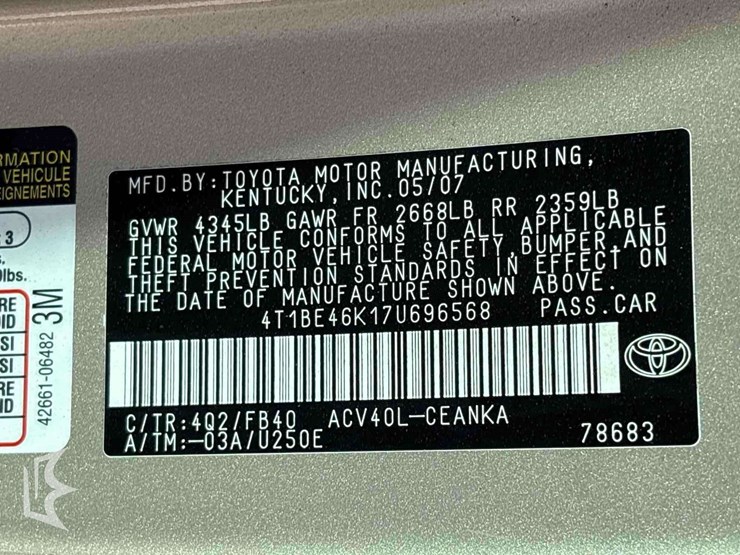 RMATION
VEHICULE
IGNEMENTS
3
lbs.
RE
ID
SI
SI
RE
ID
42661-06482 3M
MFD.BY:TOYOTA MOTOR MANUFACTURING,
KENTUCKY,INC.05/07
GVWR 4345LB GAWR FR 2668LB RR 2359LB
THIS VEHICLE CONFORMS TO ALL APPLICABLE
FEDERAL MOTOR VEHICLE SAFETY,BUMPER,AND
THEFT PREVENTION STANDARDS IN EFFECT ON
THE DATE OF MANUFACTURE SHOWN ABOVE.
4T1BE46K17U696568 PASS.CAR
C/TR:4Q2/FB40 ACV40L-CEANKA
A/TM:-03A/U250E 78683